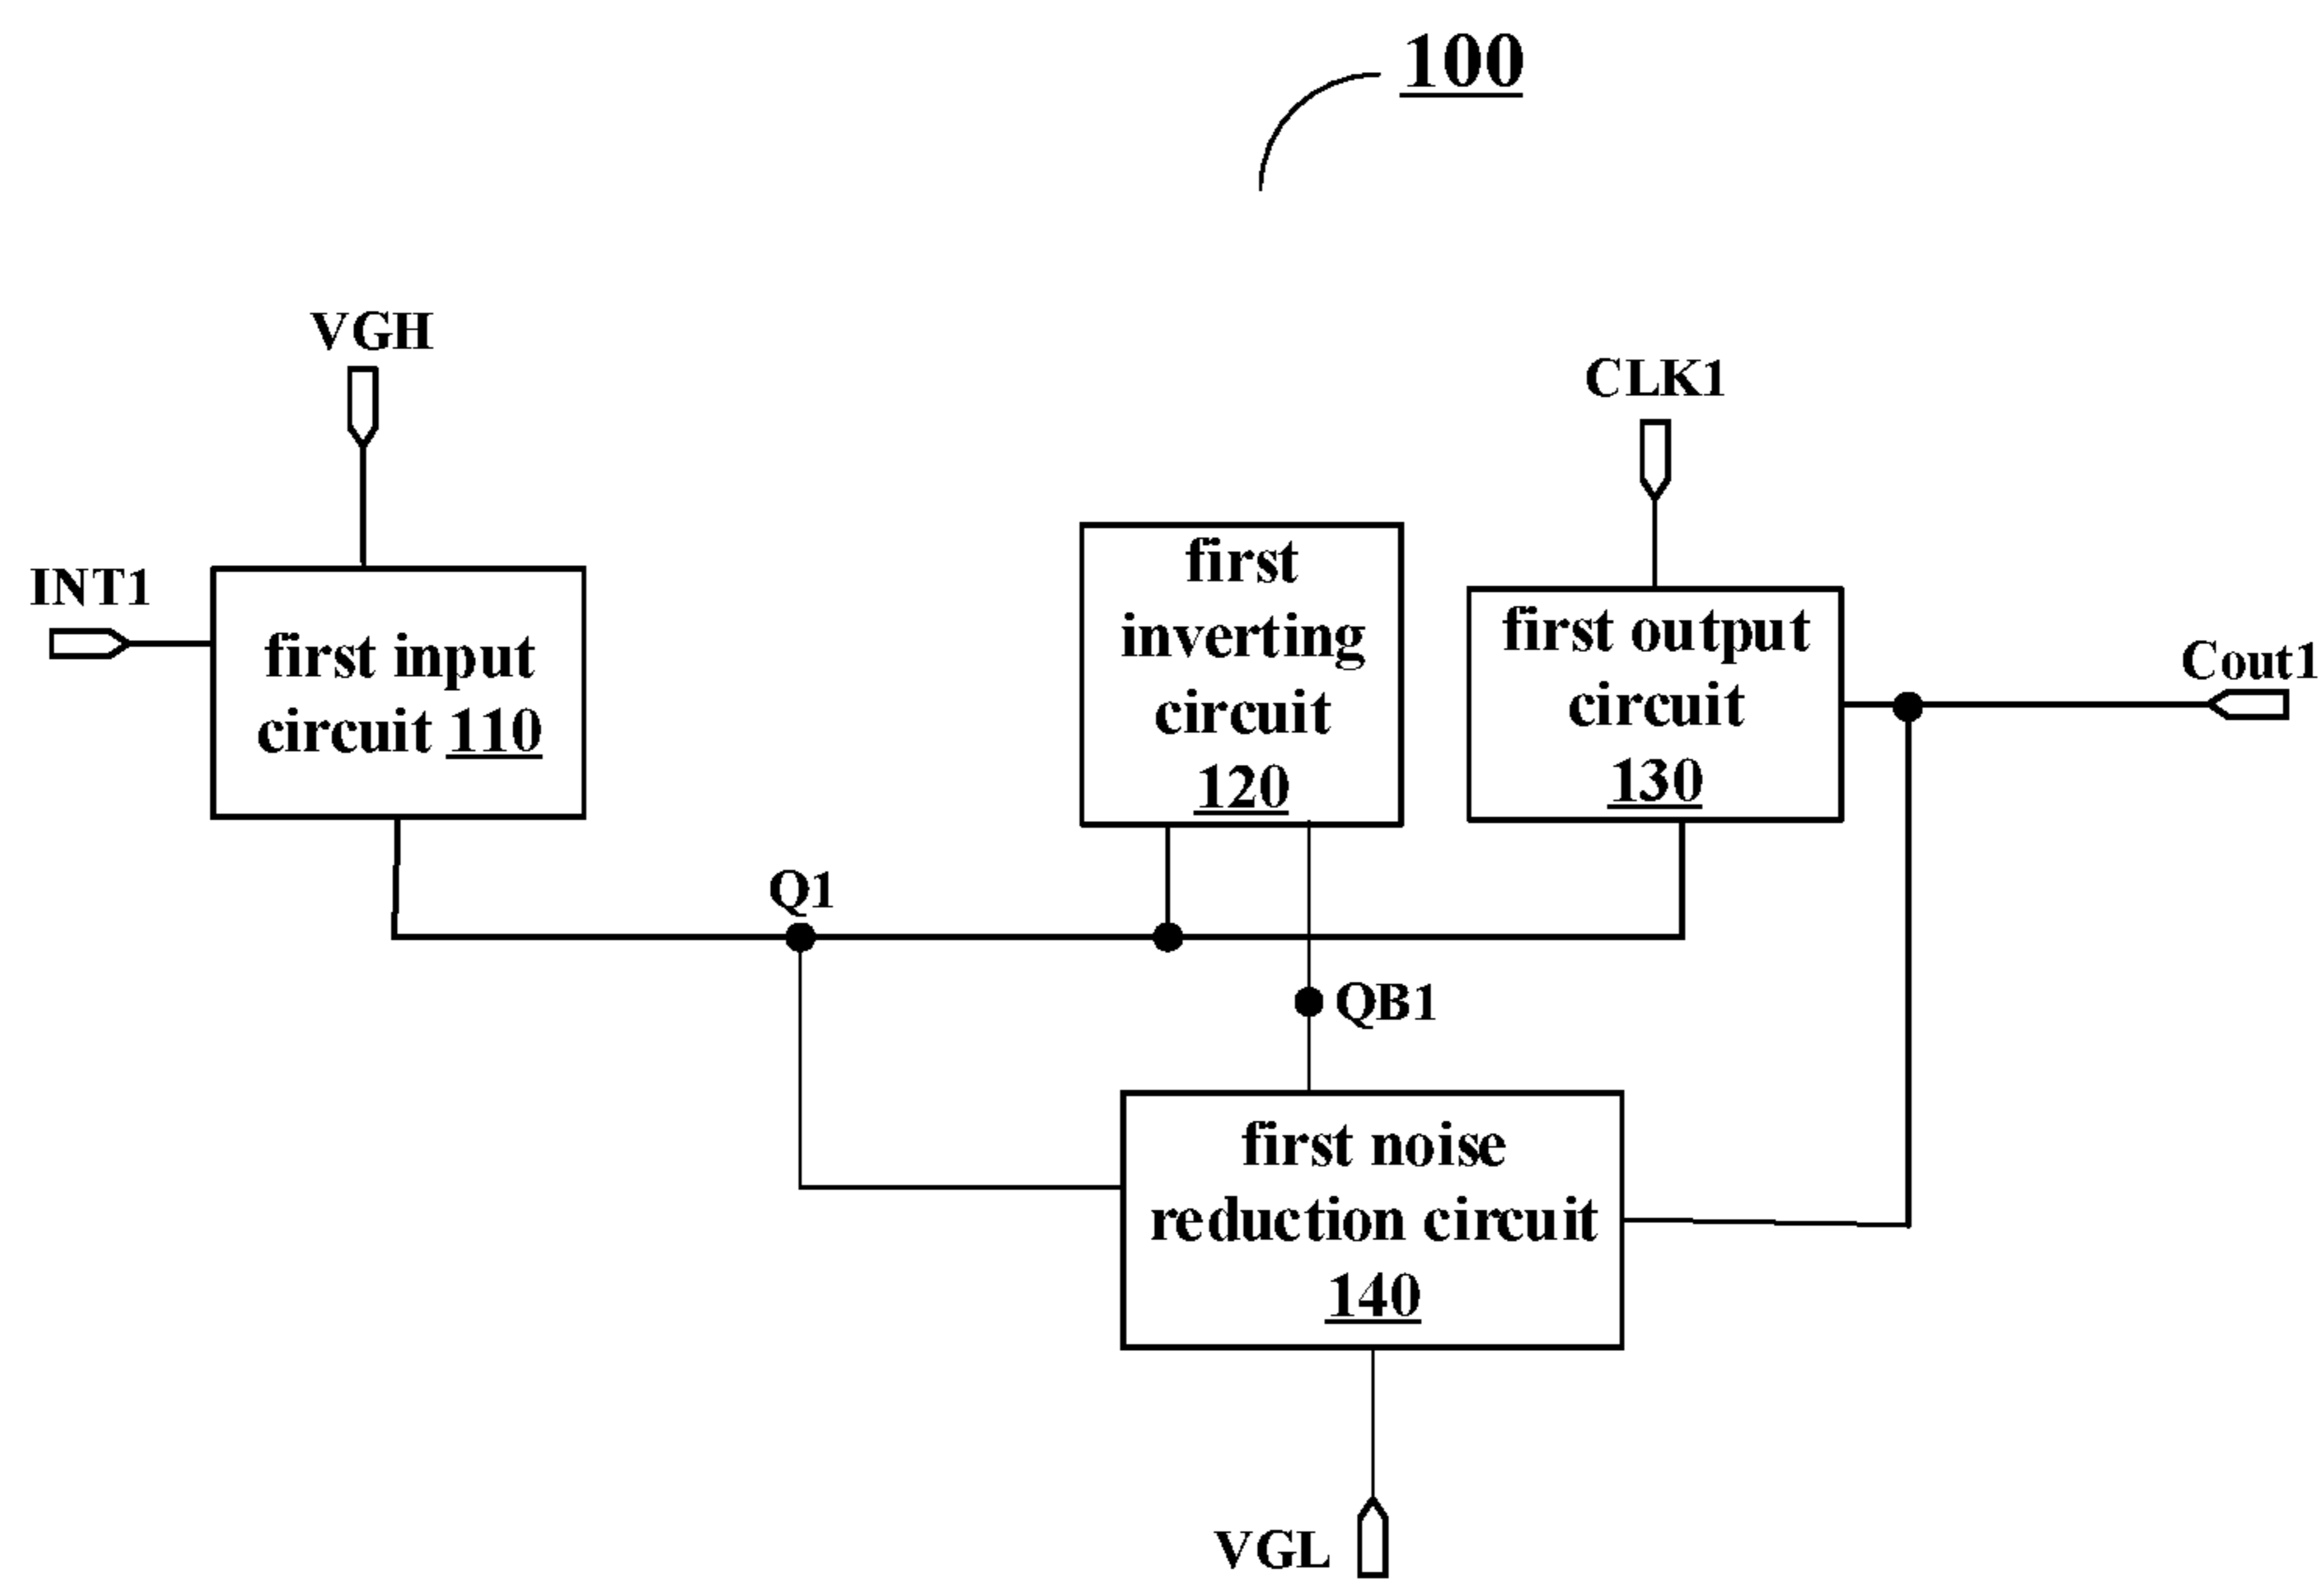 100
VGH
CLK1
INT1
first input
circuit 110
first
inverting
circuit
120
first output
circuit
130
Cout1
Q1
QB1
first noise
reduction circuit
140
VGL